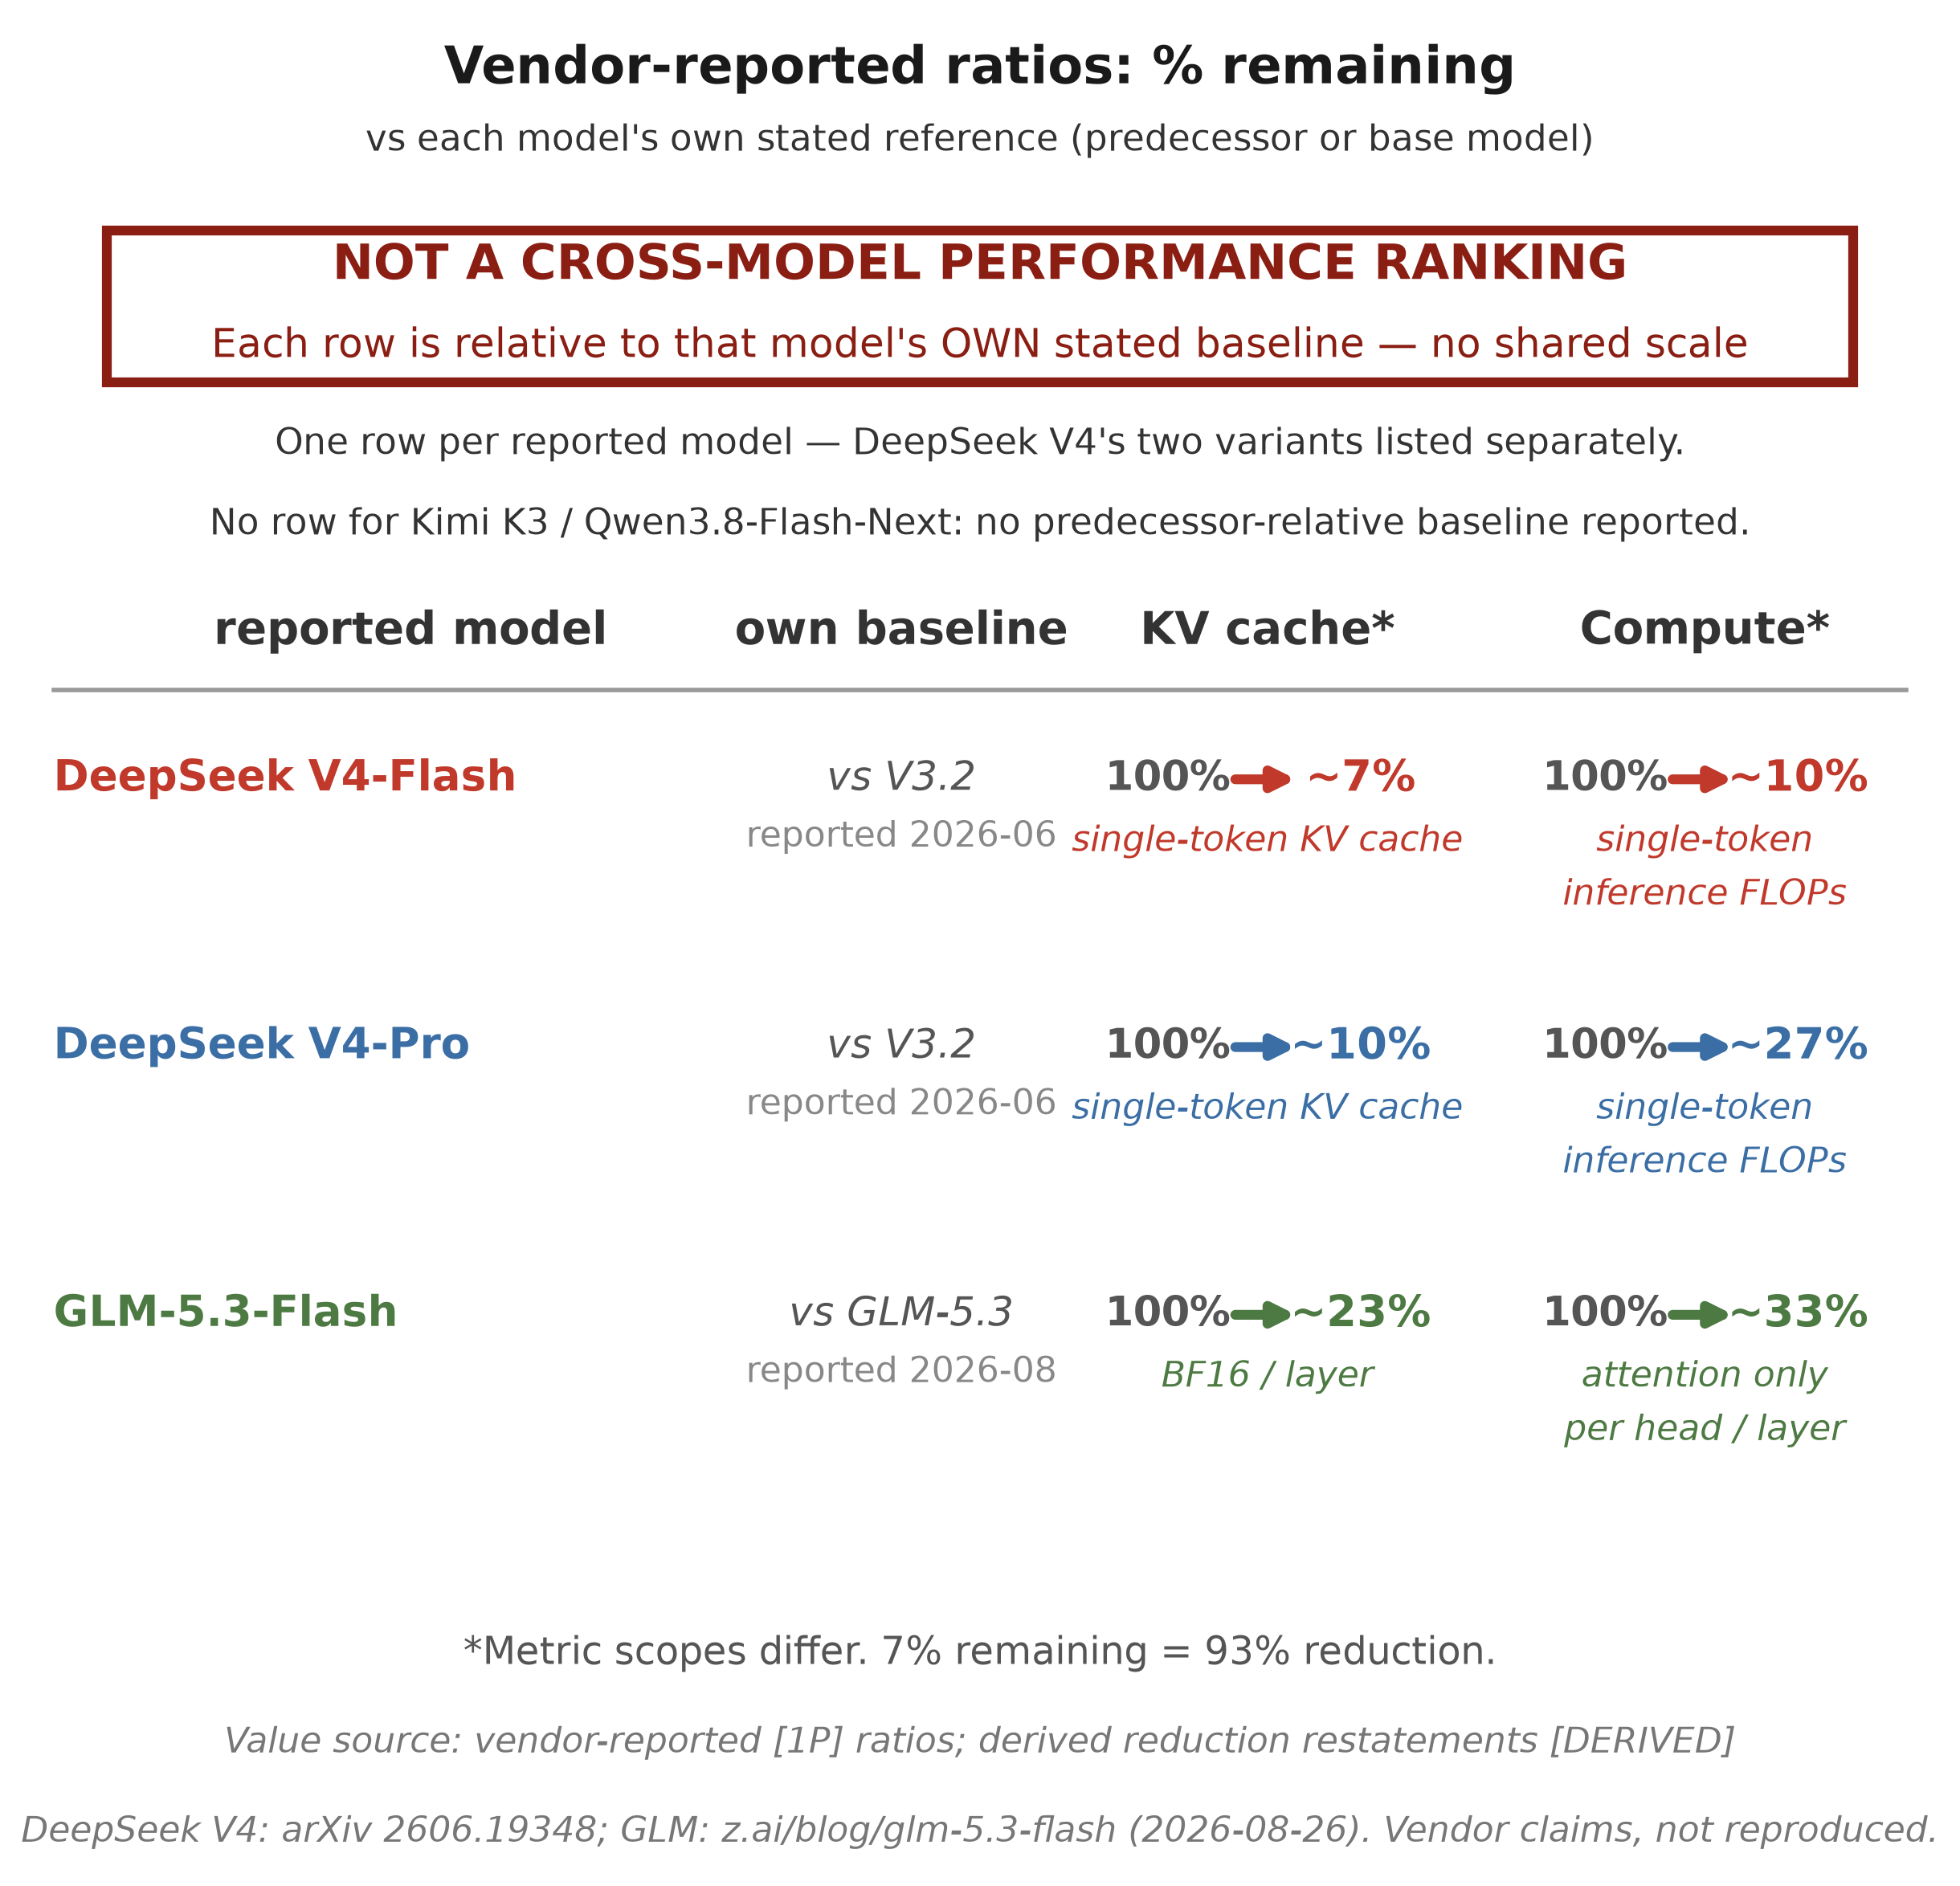 Vendor-reported ratios: % remaining
vs each model's own stated reference (predecessor or base model)
NOT A CROSS-MODEL PERFORMANCE RANKING
Each row is relative to that model's OWN stated baseline — no shared scale
One row per reported model — DeepSeek V4's two variants listed separately.
No row for Kimi K3 / Qwen3.8-Flash-Next: no predecessor-relative baseline reported.
reported model own baseline KV cache* Compute*
DeepSeek V4-Flash vs V3.2 100% ~7% 100% ~10%
reported 2026-06 single-token KV cache single-token
inference FLOPs
DeepSeek V4-Pro vs V3.2 100% ~10% 100% ~27%
reported 2026-06 single-token KV cache single-token
inference FLOPs
GLM-5.3-Flash vs GLM-5.3 100% ~23% 100% ~33%
reported 2026-08 BF16 / layer attention only
per head / layer
*Metric scopes differ. 7% remaining = 93% reduction.
Value source: vendor-reported [1P] ratios; derived reduction restatements [DERIVED]
DeepSeek V4: arXiv 2606.19348; GLM: z.ai/blog/glm-5.3-flash (2026-08-26). Vendor claims, not reproduced.